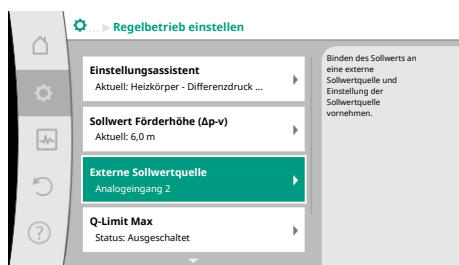 ... ▶ Regelbetrieb einstellen
Einstellungsassistent
Aktuell: Heizkörper - Differenzdruck ...
Sollwert Förderhöhe (Δp-v)
Aktuell: 6,0 m
Externe Sollwertquelle
Analogeingang 2
Q-Limit Max
Status: Ausgeschaltet
Binden des Sollwerts an
eine externe
Sollwertquelle und
Einstellung der
Sollwertquelle
vornehmen.